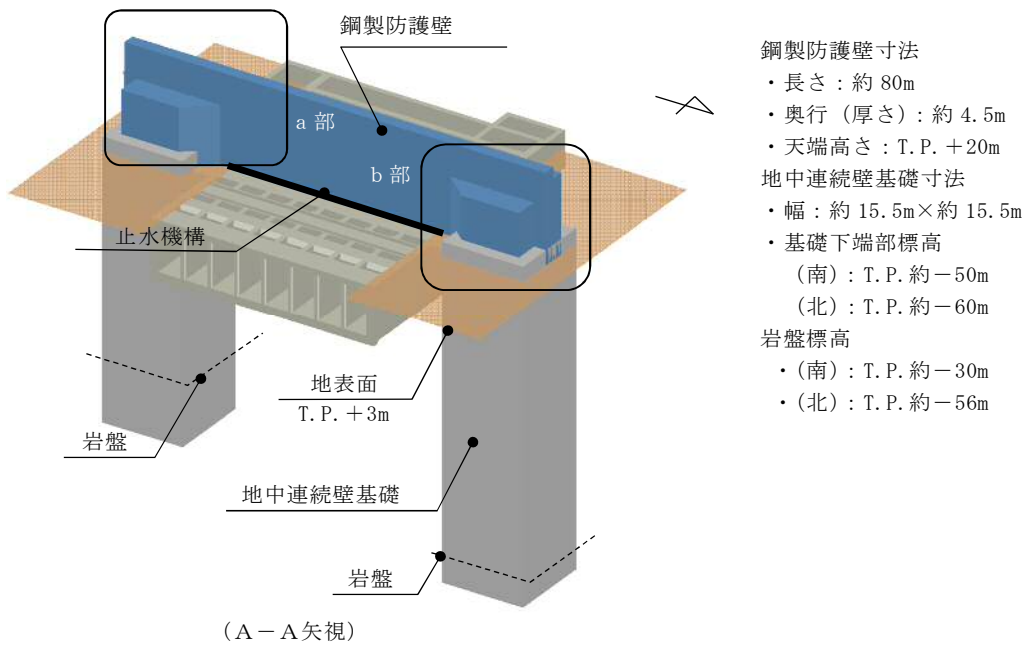 鋼製防護壁
a 部
b 部
止水機構
地表面
T.P.＋3m
岩盤
地中連続壁基礎
岩盤
（A－A矢視）
鋼製防護壁寸法
・長さ：約 80m
・奥行（厚さ）：約 4.5m
・天端高さ：T.P.＋20m
地中連続壁基礎寸法
・幅：約 15.5m×約 15.5m
・基礎下端部標高
（南）：T.P.約－50m
（北）：T.P.約－60m
岩盤標高
・（南）：T.P.約－30m
・（北）：T.P.約－56m